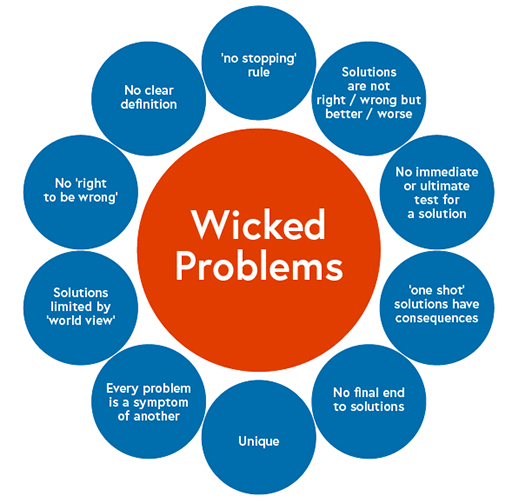 'no stopping'
rule
Solutions
are not
right / wrong but
better / worse
No immediate
or ultimate
test for
a solution
'one shot'
solutions have
consequences
No final end
to solutions
Unique
Every problem
is a symptom
of another
Solutions
limited by
'world view'
No 'right
to be wrong'
No clear
definition
Wicked
Problems